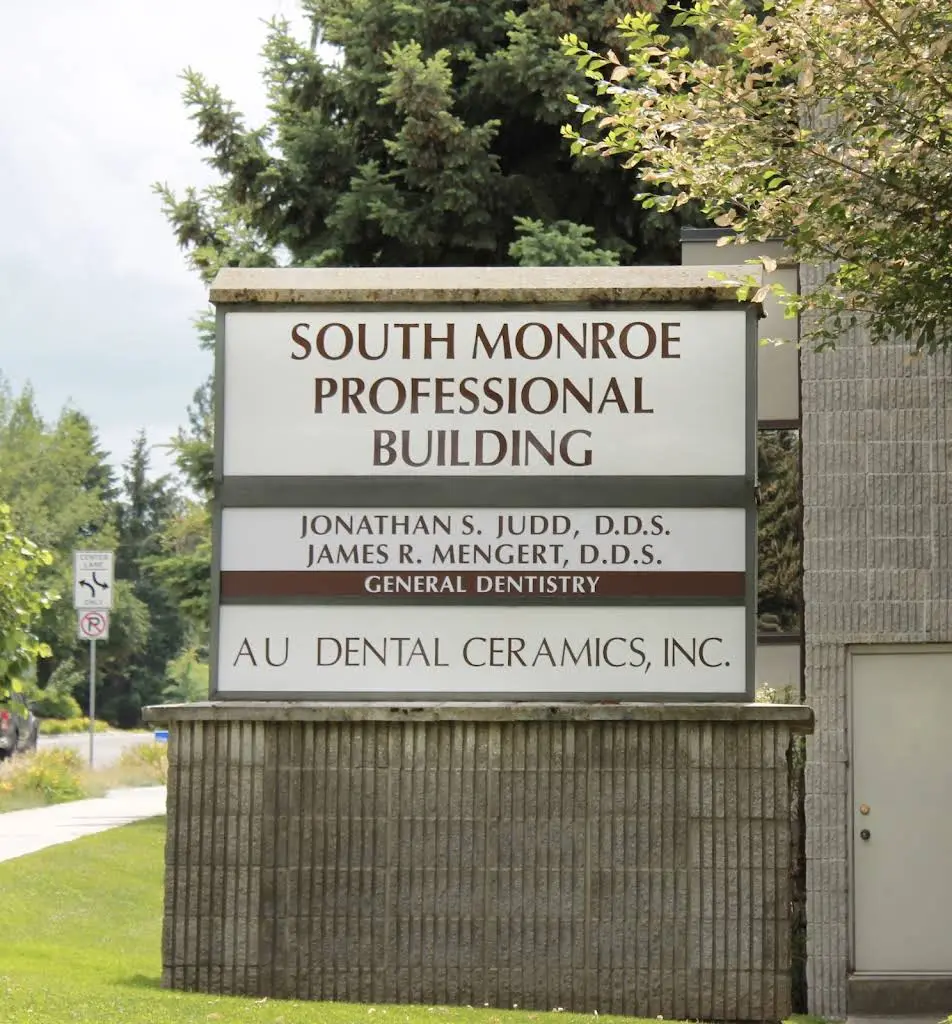 SOUTH MONROE
PROFESSIONAL
BUILDING
JONATHAN S. JUDD, D.D.S.
JAMES R. MENGERT, D.D.S.
GENERAL DENTISTRY
AU DENTAL CERAMICS, INC.
CENTER
LANE
ONLY
P